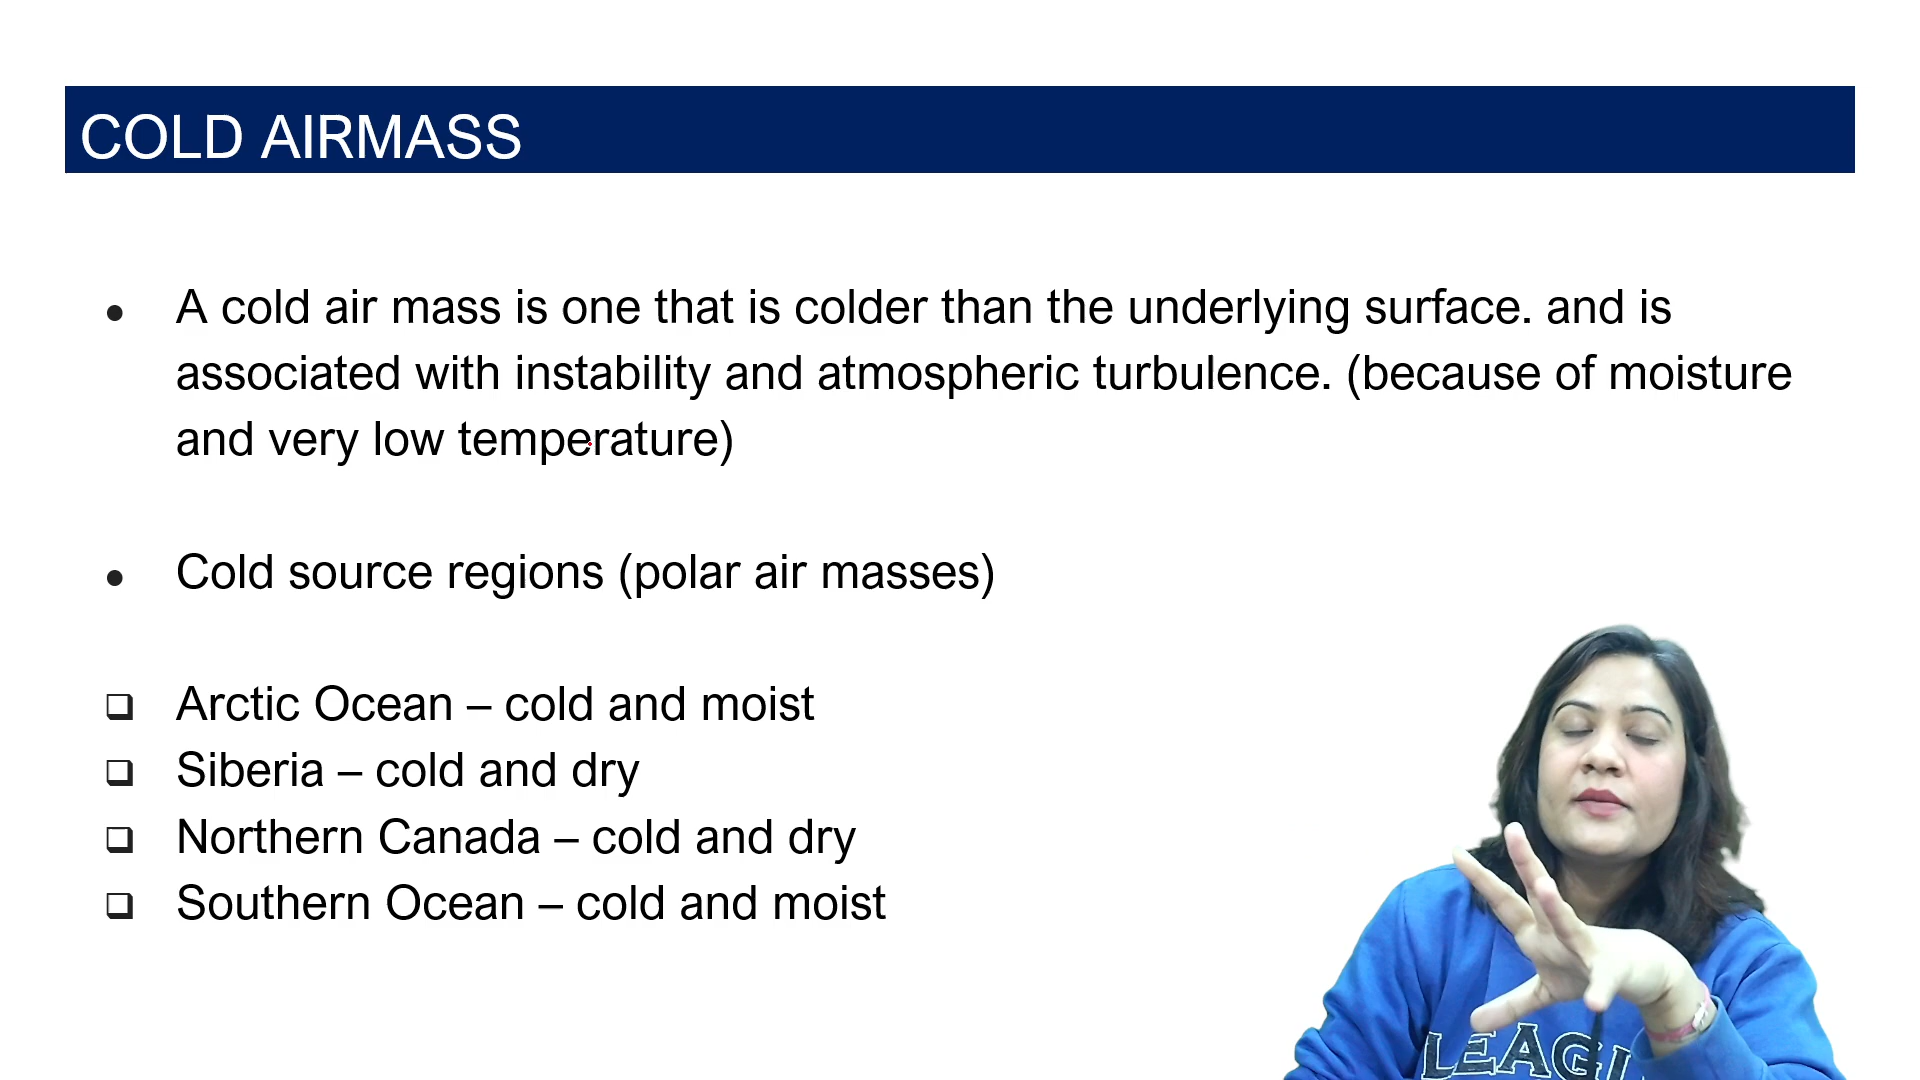 COLD AIRMASS
● A cold air mass is one that is colder than the underlying surface. and is
associated with instability and atmospheric turbulence. (because of moisture
and very low temperature)
● Cold source regions (polar air masses)
❑ Arctic Ocean – cold and moist
❑ Siberia – cold and dry
❑ Northern Canada – cold and dry
❑ Southern Ocean – cold and moist